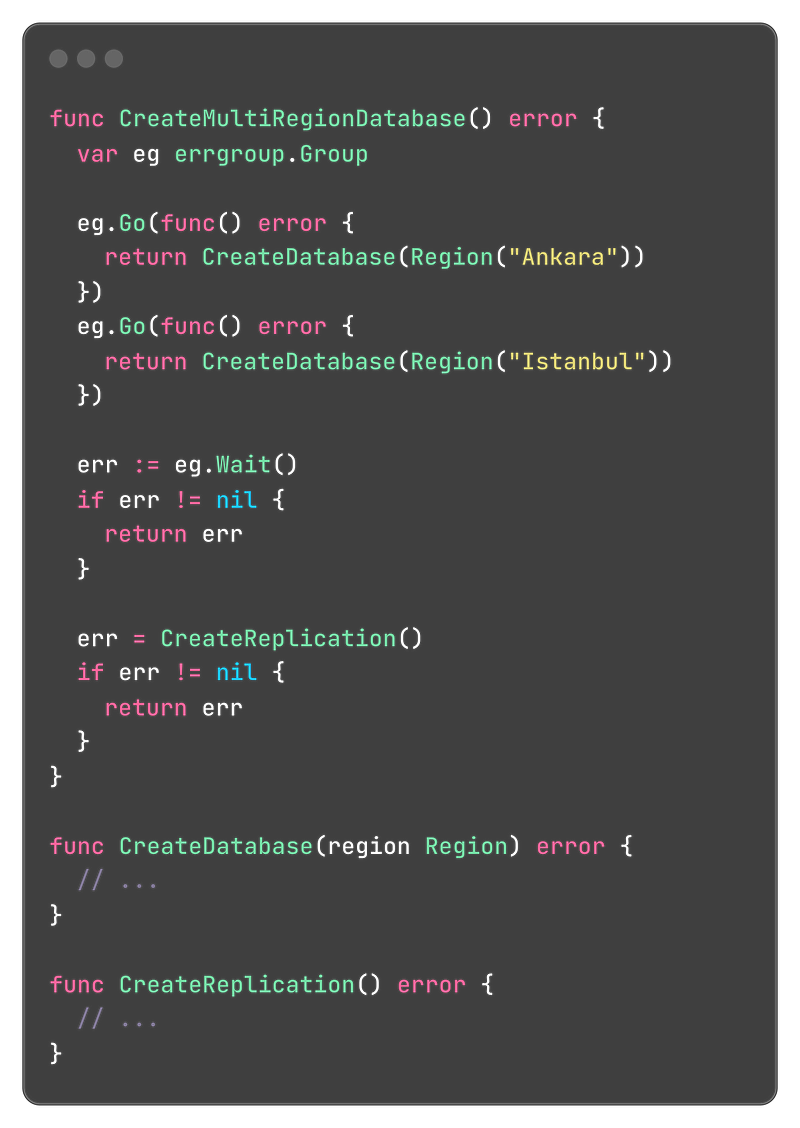 func CreateMultiRegionDatabase() error {
  var eg errgroup.Group

  eg.Go(func() error {
    return CreateDatabase(Region("Ankara"))
  })
  eg.Go(func() error {
    return CreateDatabase(Region("Istanbul"))
  })

  err := eg.Wait()
  if err != nil {
    return err
  }

  err = CreateReplication()
  if err != nil {
    return err
  }
}

func CreateDatabase(region Region) error {
  // ...
}

func CreateReplication() error {
  // ...
}